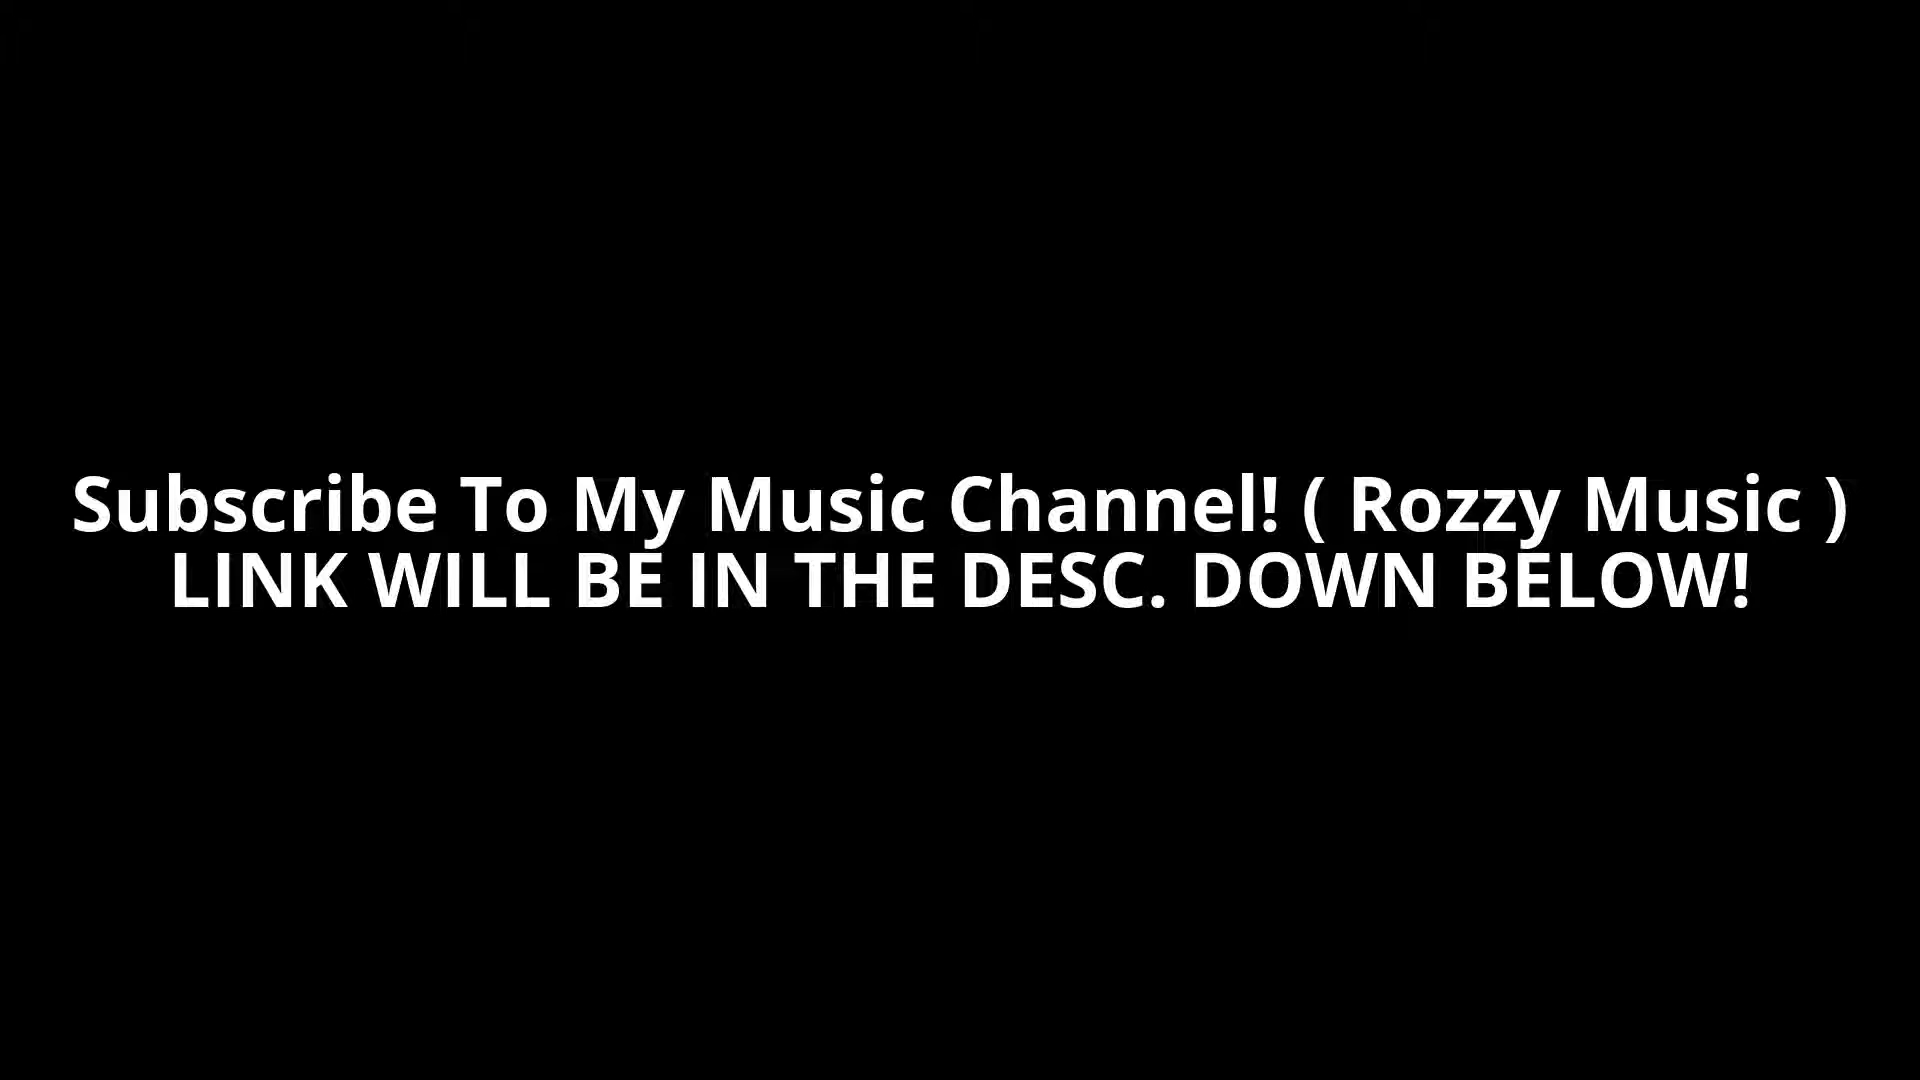 Subscribe To My Music Channel! ( Rozzy Music )
LINK WILL BE IN THE DESC. DOWN BELOW!